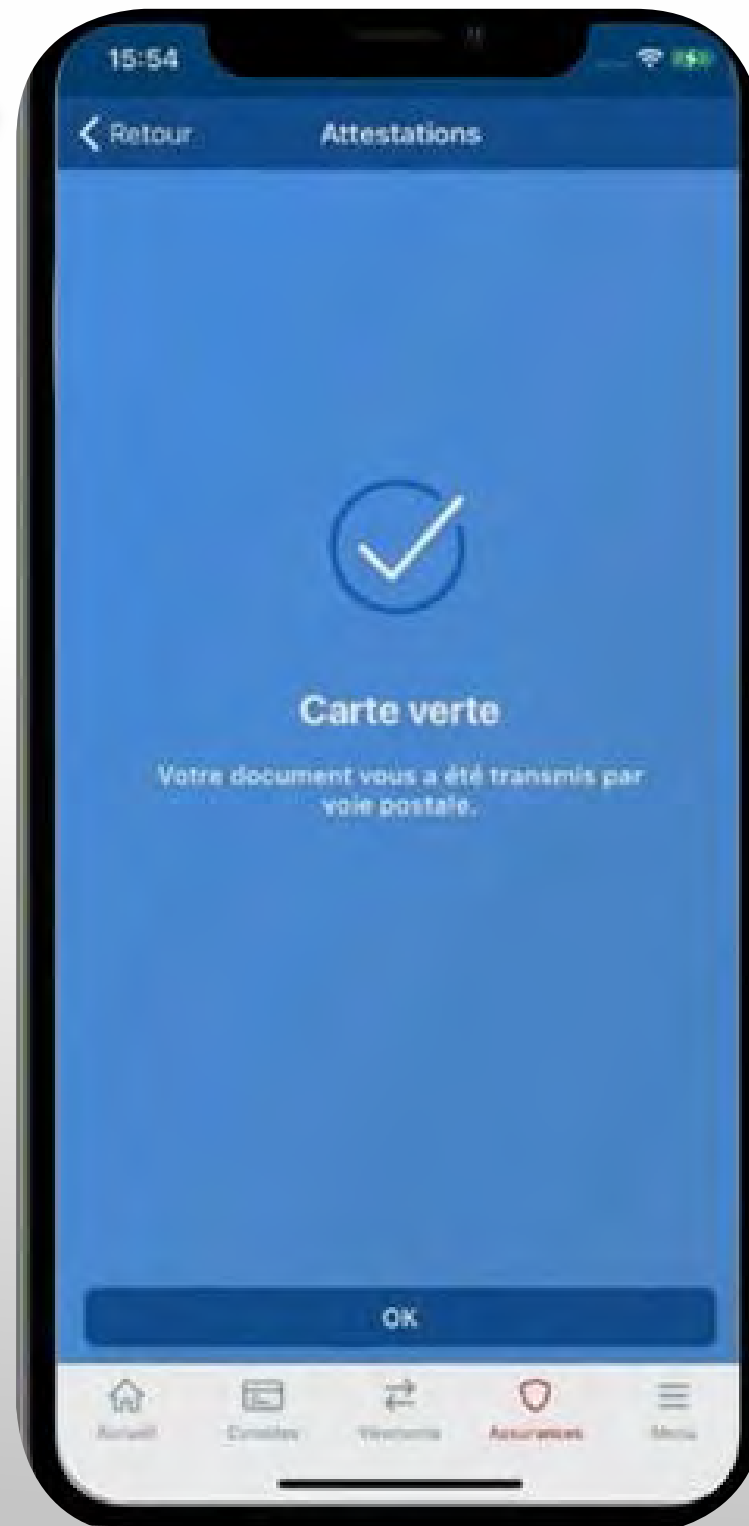 15:54
Retour
Attestations
Carte verte
Votre document vous a été transmis par
voie postale.
OK
Accueil
Comptes
Virements
Assurances
Menu